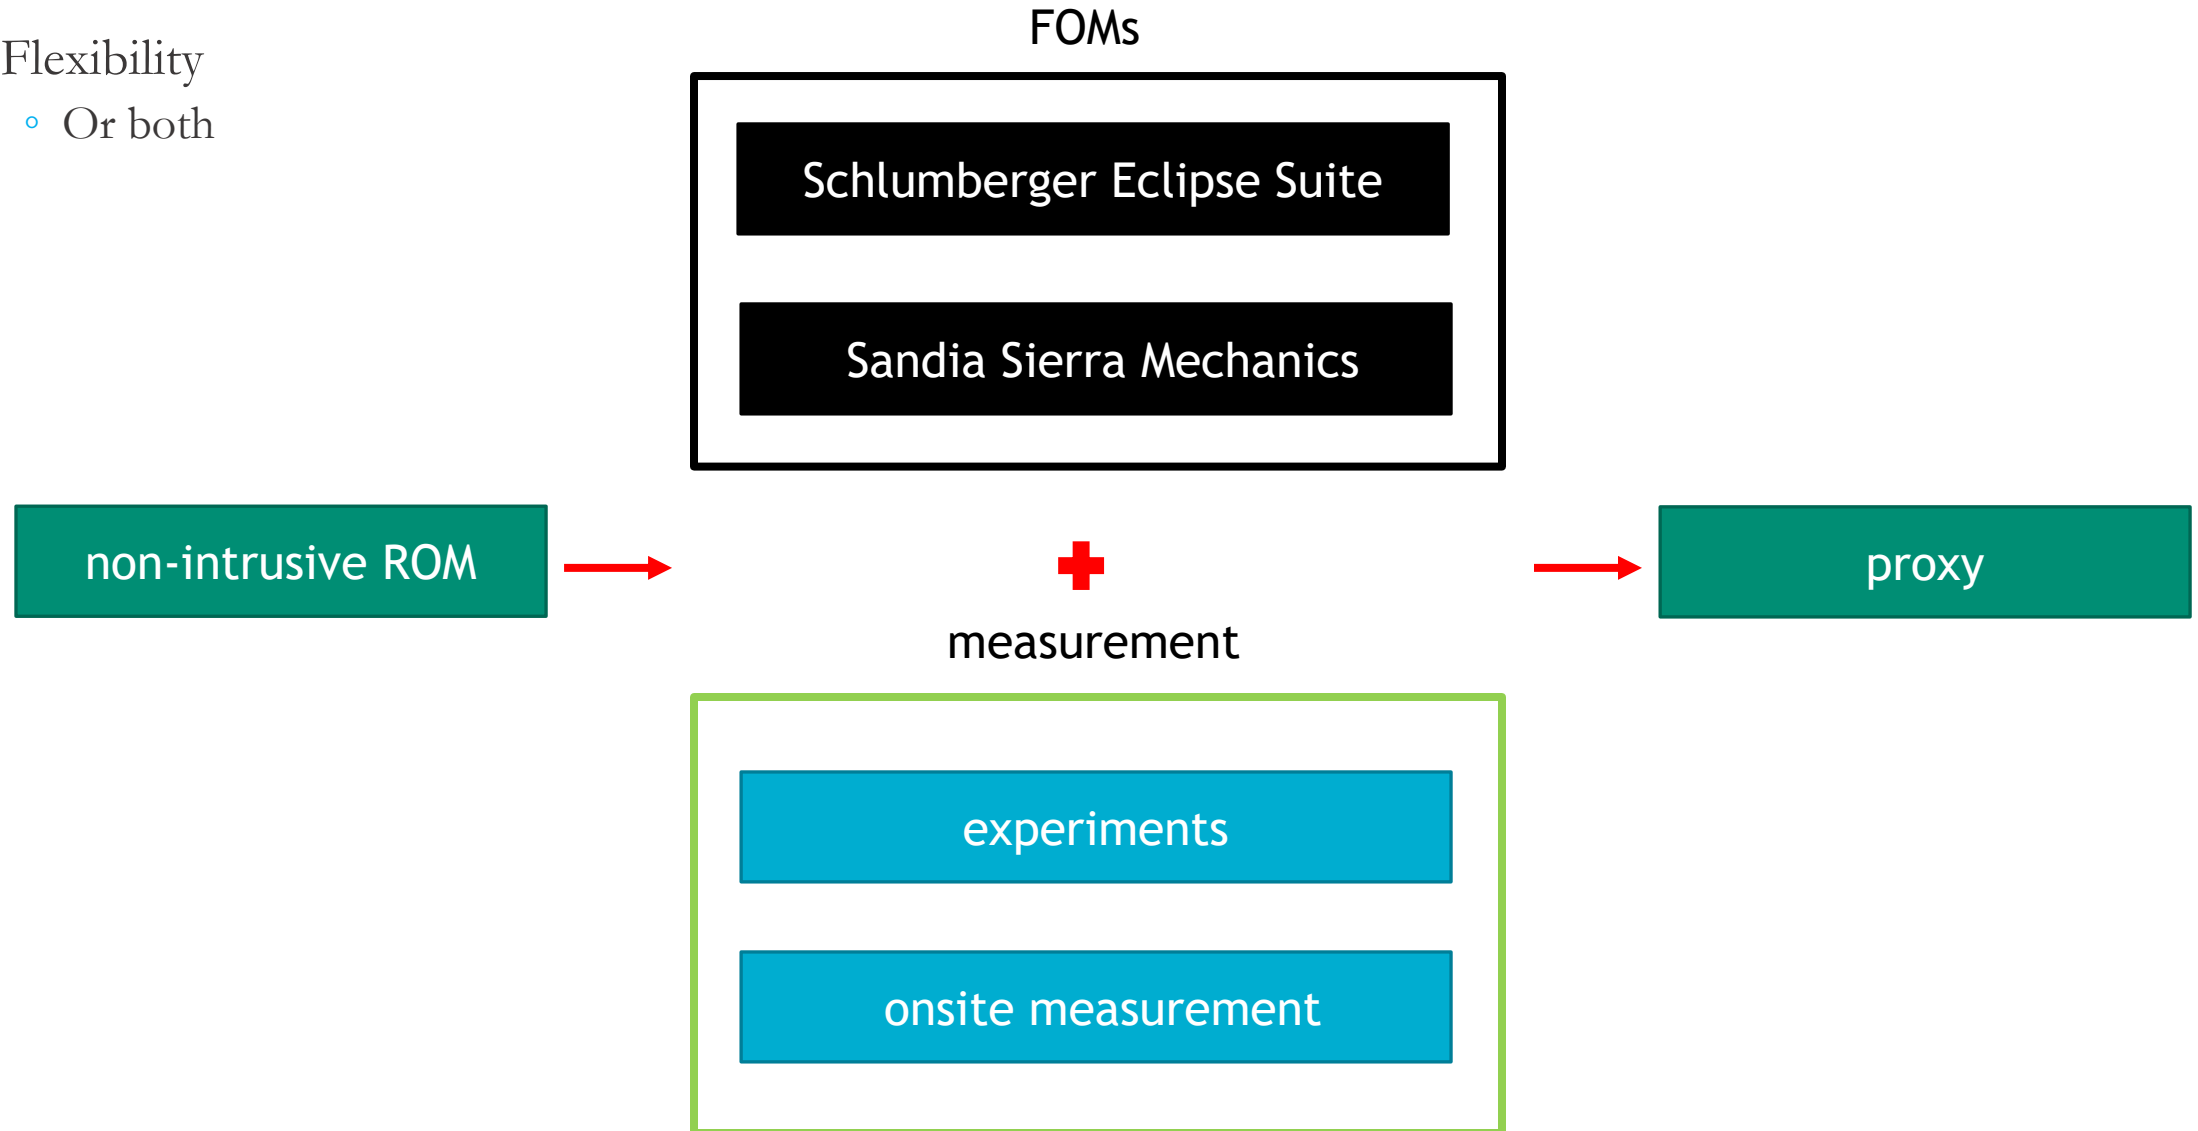 Flexibility
Or both
FOMs
Schlumberger Eclipse Suite
Sandia Sierra Mechanics
non-intrusive ROM
proxy
measurement
experiments
onsite measurement